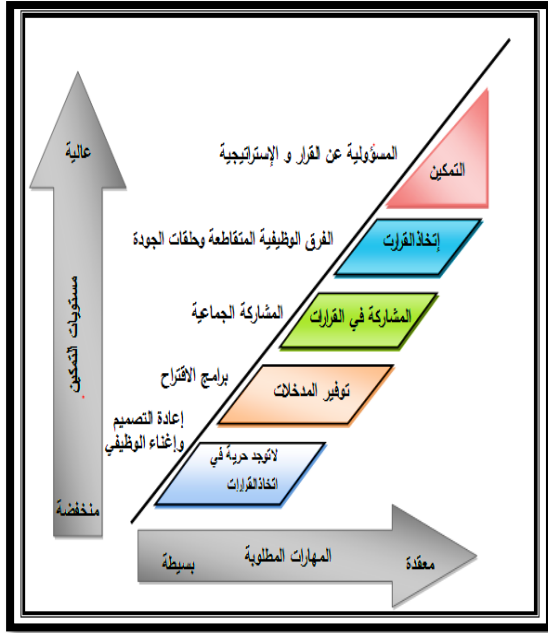 عالية
المسؤولية عن القرار و الإستراتيجية
التمكين
الفرق الوظيفية المتقاطعة وحلقات الجودة
إتخاذ القرارت
المشاركة الجماعية
المشاركة في القرارات
مستويات التمكين
برامج الاقتراح
توفير المدخلات
إعادة التصميم
وإغناء الوظيفي
لاتوجد حرية في
اتخاذ القرارات
منخفضة
المهارات المطلوبة
بسيطة
معقدة